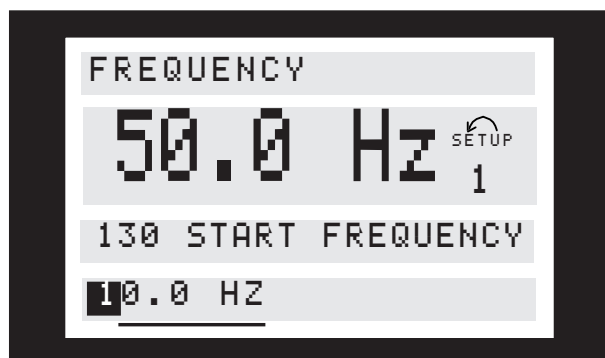 FREQUENCY
50.0 Hz SETUP
1
130 START FREQUENCY
10.0 HZ